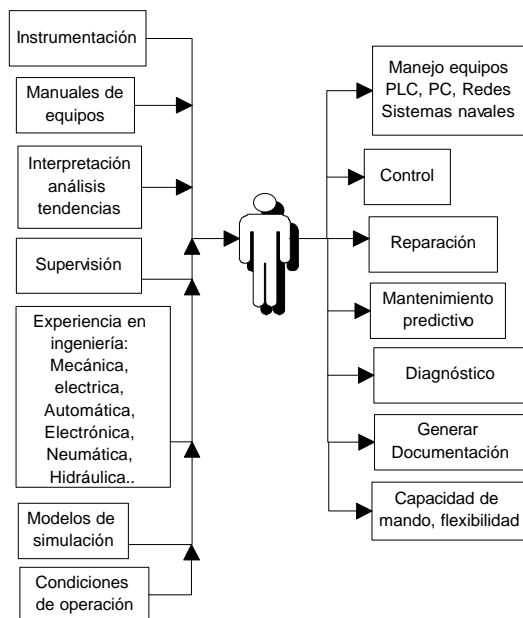 Instrumentación
Manuales de
equipos
Interpretación
análisis
tendencias
Supervisión
Experiencia en
ingeniería:
Mecánica,
electrica,
Automática,
Electrónica,
Neumática,
Hidráulica..
Modelos de
simulación
Condiciones
de operación
Manejo equipos
PLC, PC, Redes
Sistemas navales
Control
Reparación
Mantenimiento
predictivo
Diagnóstico
Generar
Documentación
Capacidad de
mando, flexibilidad